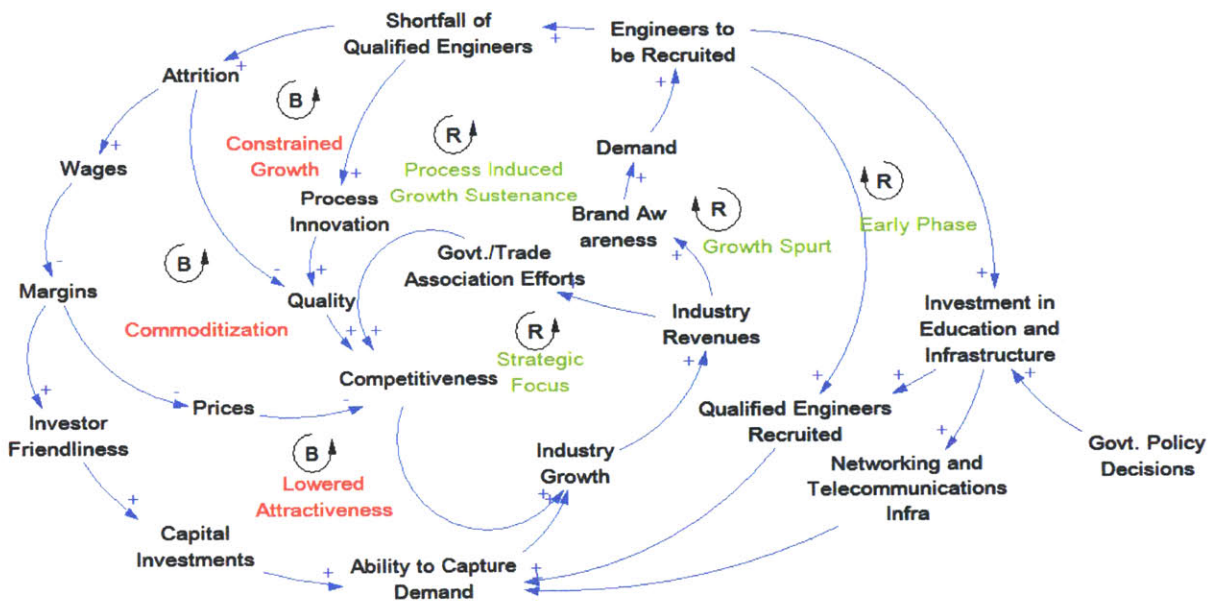 Shortfall of
Qualified Engineers
Engineers to
be Recruited
Attrition
B
Constrained
Growth
R
Process Induced
Growth Sustenance
Demand
Wages
Process
Innovation
Brand Aw
areness
R
Growth Spurt
R
Early Phase
Govt./Trade
Association Efforts
B
Commoditization
Margins
Quality
Industry
Revenues
Investment in
Education and
Infrastructure
R
Strategic
Focus
Competitiveness
Prices
Investor
Friendliness
Qualified Engineers
Recruited
Govt. Policy
Decisions
B
Lowered
Attractiveness
Industry
Growth
Networking and
Telecommunications
Infra
Capital
Investments
Ability to Capture
Demand